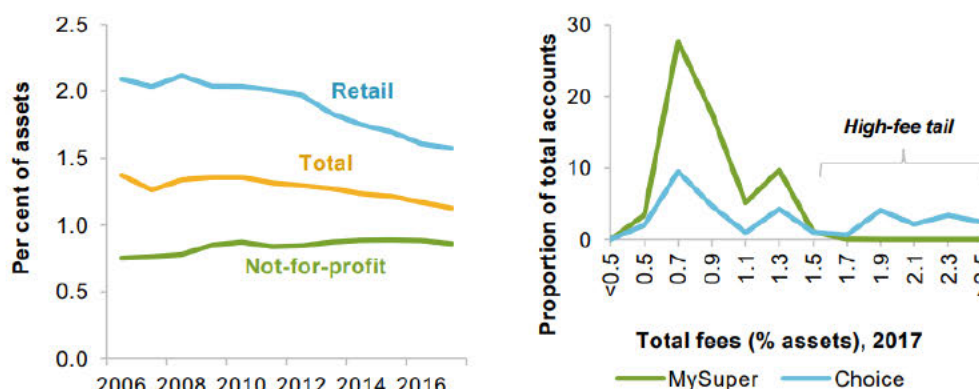 2.5
2.0
1.5
1.0
0.5
0.0
Per cent of assets
Retail
Total
Not-for-profit
2006 2008 2010 2012 2014 2016
30
20
10
0
Proportion of total accounts
High-fee tail
<0.5
0.5
0.7
0.9
1.1
1.3
1.5
1.7
1.9
2.1
2.3
Total fees (% assets), 2017
MySuper
Choice